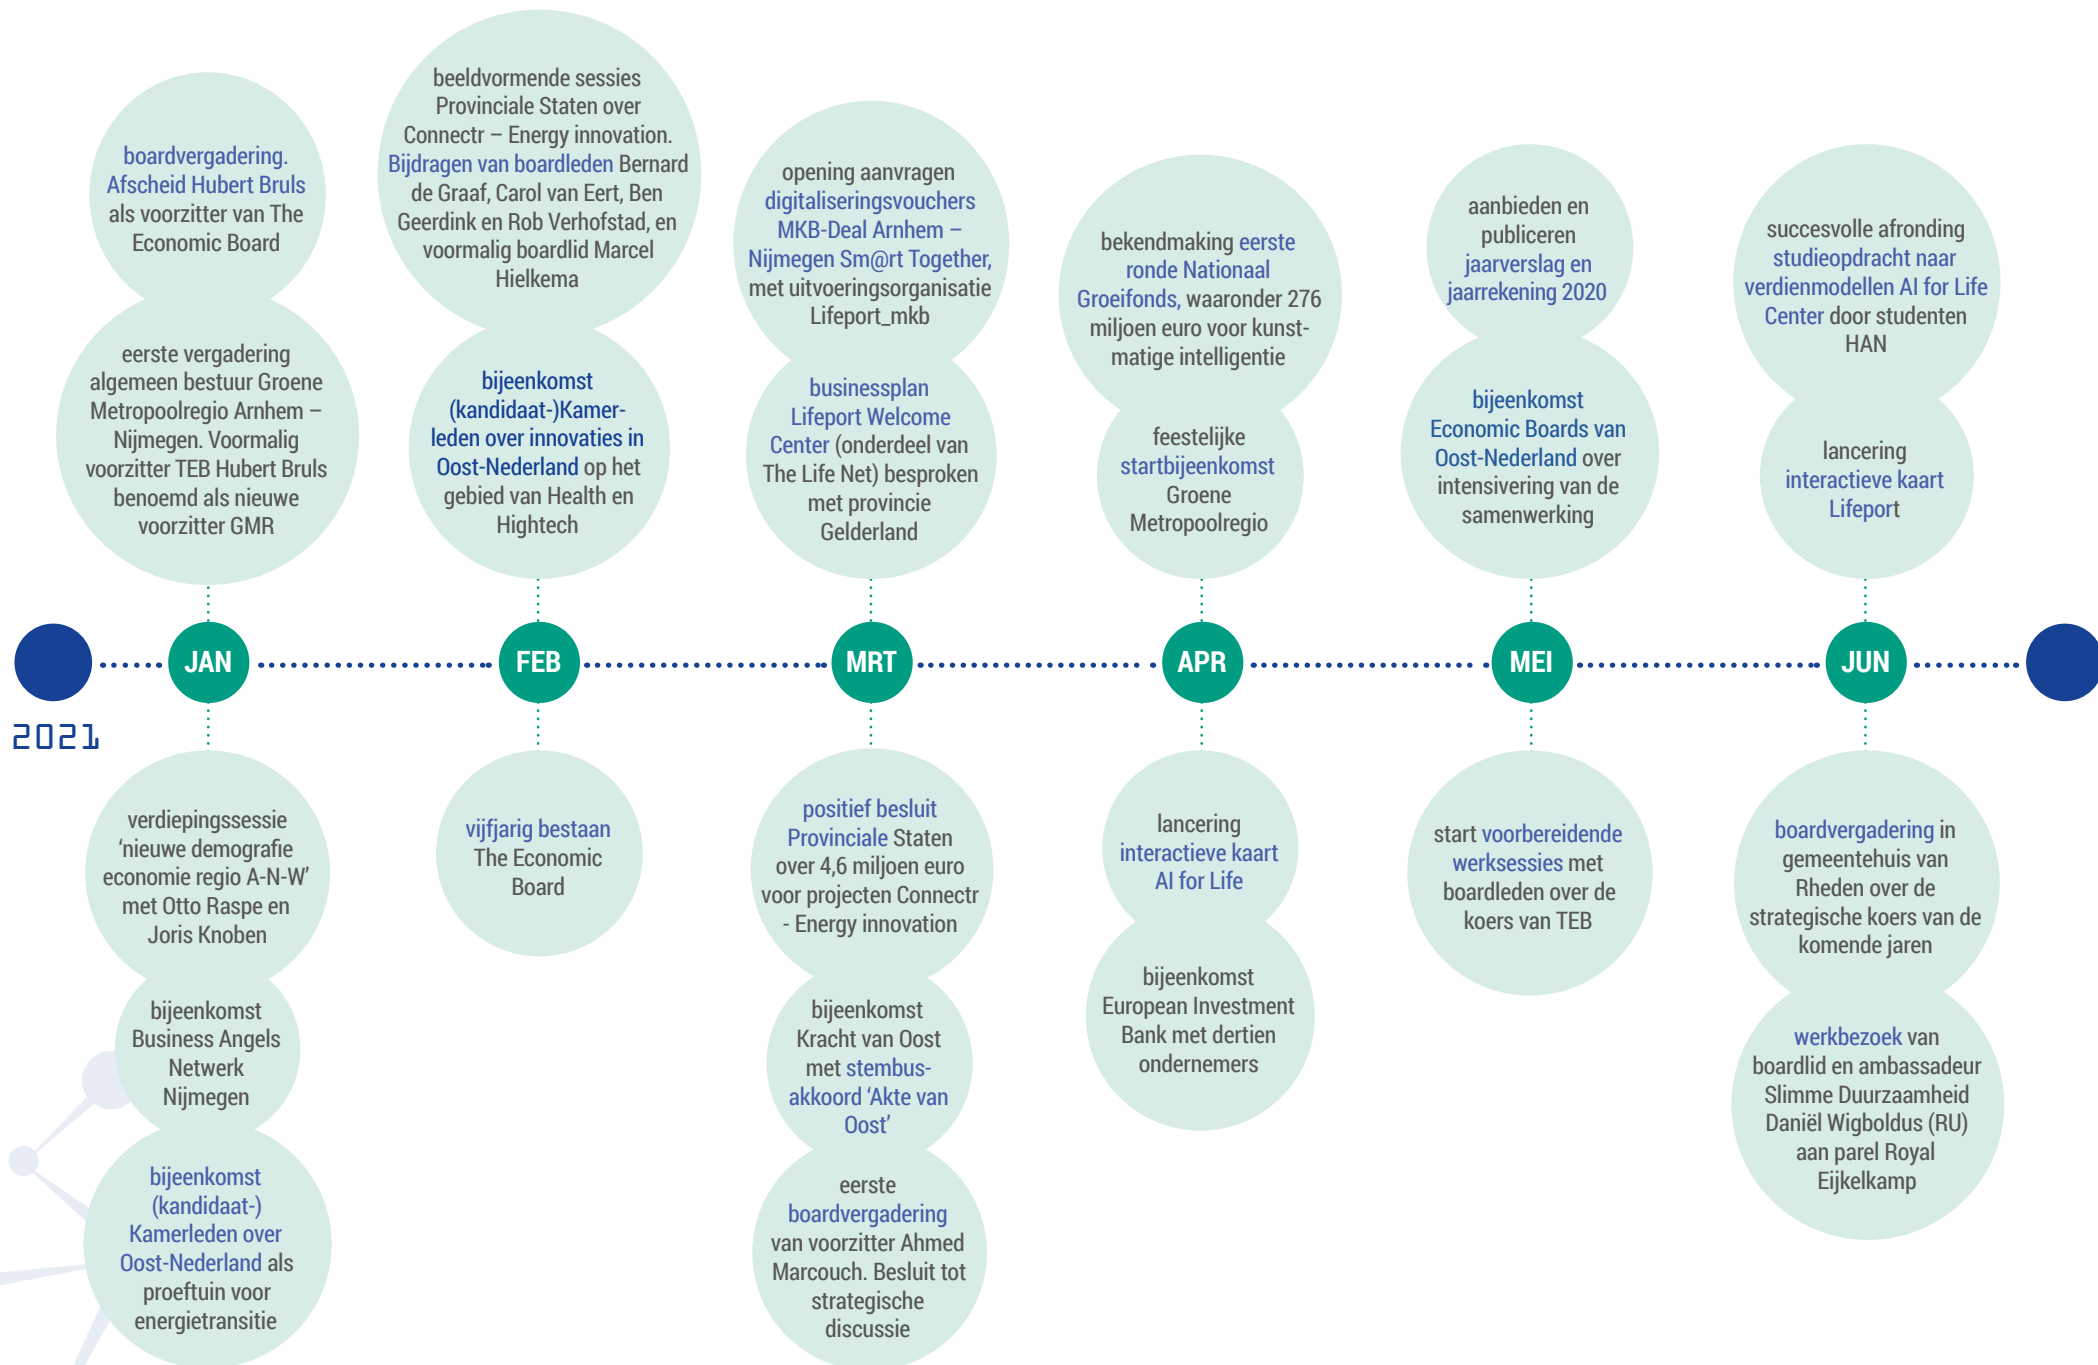 boardvergadering.
Afscheid Hubert Bruls
als voorzitter van The
Economic Board
eerste vergadering
algemeen bestuur Groene
Metropoolregio Arnhem –
Nijmegen. Voormalig
voorzitter TEB Hubert Bruls
benoemd als nieuwe
voorzitter GMR
beeldvormende sessies
Provinciale Staten over
Connectr – Energy innovation.
Bijdragen van boardleden Bernard
de Graaf, Carol van Eert, Ben
Geerdink en Rob Verhofstad, en
voormalig boardlid Marcel
Hielkema
bijeenkomst
(kandidaat-)Kamer-
leden over innovaties in
Oost-Nederland op het
gebied van Health en
Hightech
opening aanvragen
digitaliseringsvouchers
MKB-Deal Arnhem –
Nijmegen Sm@rt Together,
met uitvoeringsorganisatie
Lifeport_mkb
businessplan
Lifeport Welcome
Center (onderdeel van
The Life Net) besproken
met provincie
Gelderland
bekendmaking eerste
ronde Nationaal
Groeifonds, waaronder 276
miljoen euro voor kunst-
matige intelligentie
feestelijke
startbijeenkomst
Groene
Metropoolregio
aanbieden en
publiceren
jaarverslag en
jaarrekening 2020
bijeenkomst
Economic Boards van
Oost-Nederland over
intensivering van de
samenwerking
succesvolle afronding
studieopdracht naar
verdienmodellen AI for Life
Center door studenten
HAN
lancering
interactieve kaart
Lifeport
JAN
FEB
MRT
APR
MEI
JUN
2021
verdiepingssessie
‘nieuwe demografie
economie regio A-N-W’
met Otto Raspe en
Joris Knoben
bijeenkomst
Business Angels
Netwerk
Nijmegen
bijeenkomst
(kandidaat-)
Kamerleden over
Oost-Nederland als
proeftuin voor
energietransitie
vijfjarig bestaan
The Economic
Board
positief besluit
Provinciale Staten
over 4,6 miljoen euro
voor projecten Connectr
- Energy innovation
bijeenkomst
Kracht van Oost
met stembus-
akkoord ‘Akte van
Oost’
eerste
boardvergadering
van voorzitter Ahmed
Marcouch. Besluit tot
strategische
discussie
lancering
interactieve kaart
AI for Life
bijeenkomst
European Investment
Bank met dertien
ondernemers
start voorbereidende
werksessies met
boardleden over de
koers van TEB
boardvergadering in
gemeentehuis van
Rheden over de
strategische koers van de
komende jaren
werkbezoek van
boardlid en ambassadeur
Slimme Duurzaamheid
Daniël Wigboldus (RU)
aan parel Royal
Eijkelkamp